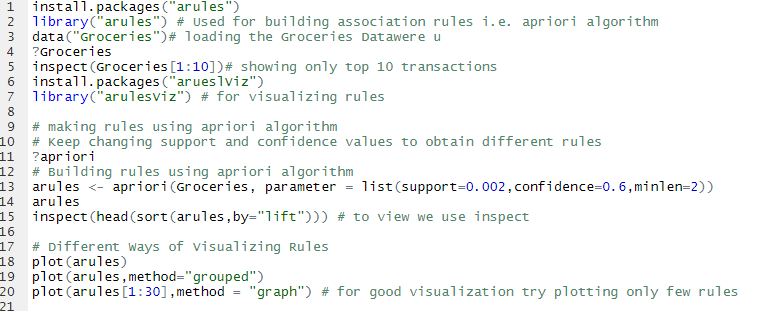 1 install.packages("arules")
2 library("arules") # Used for building association rules i.e. apriori algorithm
3 data("Groceries")# loading the Groceries Datawere u
4 ?Groceries
5 inspect(Groceries[1:10])# showing only top 10 transactions
6 install.packages("arueslViz")
7 library("arulesViz") # for visualizing rules
8
9 # making rules using apriori algorithm
10 # Keep changing support and confidence values to obtain different rules
11 ?apriori
12 # Building rules using apriori algorithm
13 arules <- apriori(Groceries, parameter = list(support=0.002,confidence=0.6,minlen=2))
14 arules
15 inspect(head(sort(arules,by="lift"))) # to view we use inspect
16
17 # Different Ways of Visualizing Rules
18 plot(arules)
19 plot(arules,method="grouped")
20 plot(arules[1:30],method = "graph") # for good visualization try plotting only few rules
21